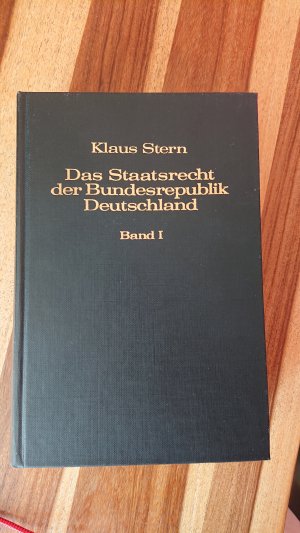 Klaus Stern
Das Staatsrecht
der Bundesrepublik
Deutschland
Band I